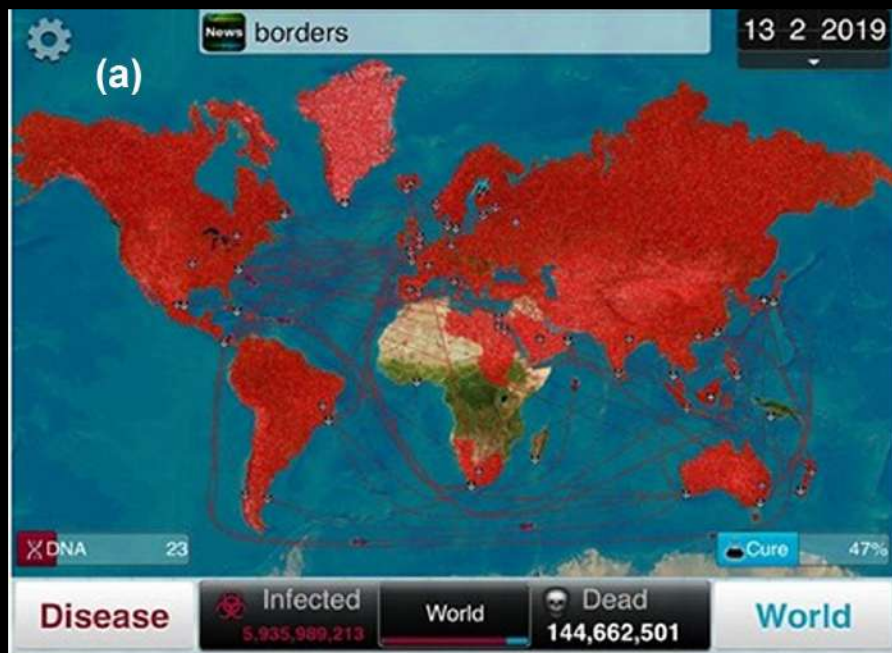 News borders
13 2 2019
(a)
DNA 23
Cure 47%
Disease
Infected
5,935,989,213
World
Dead
144,662,501
World